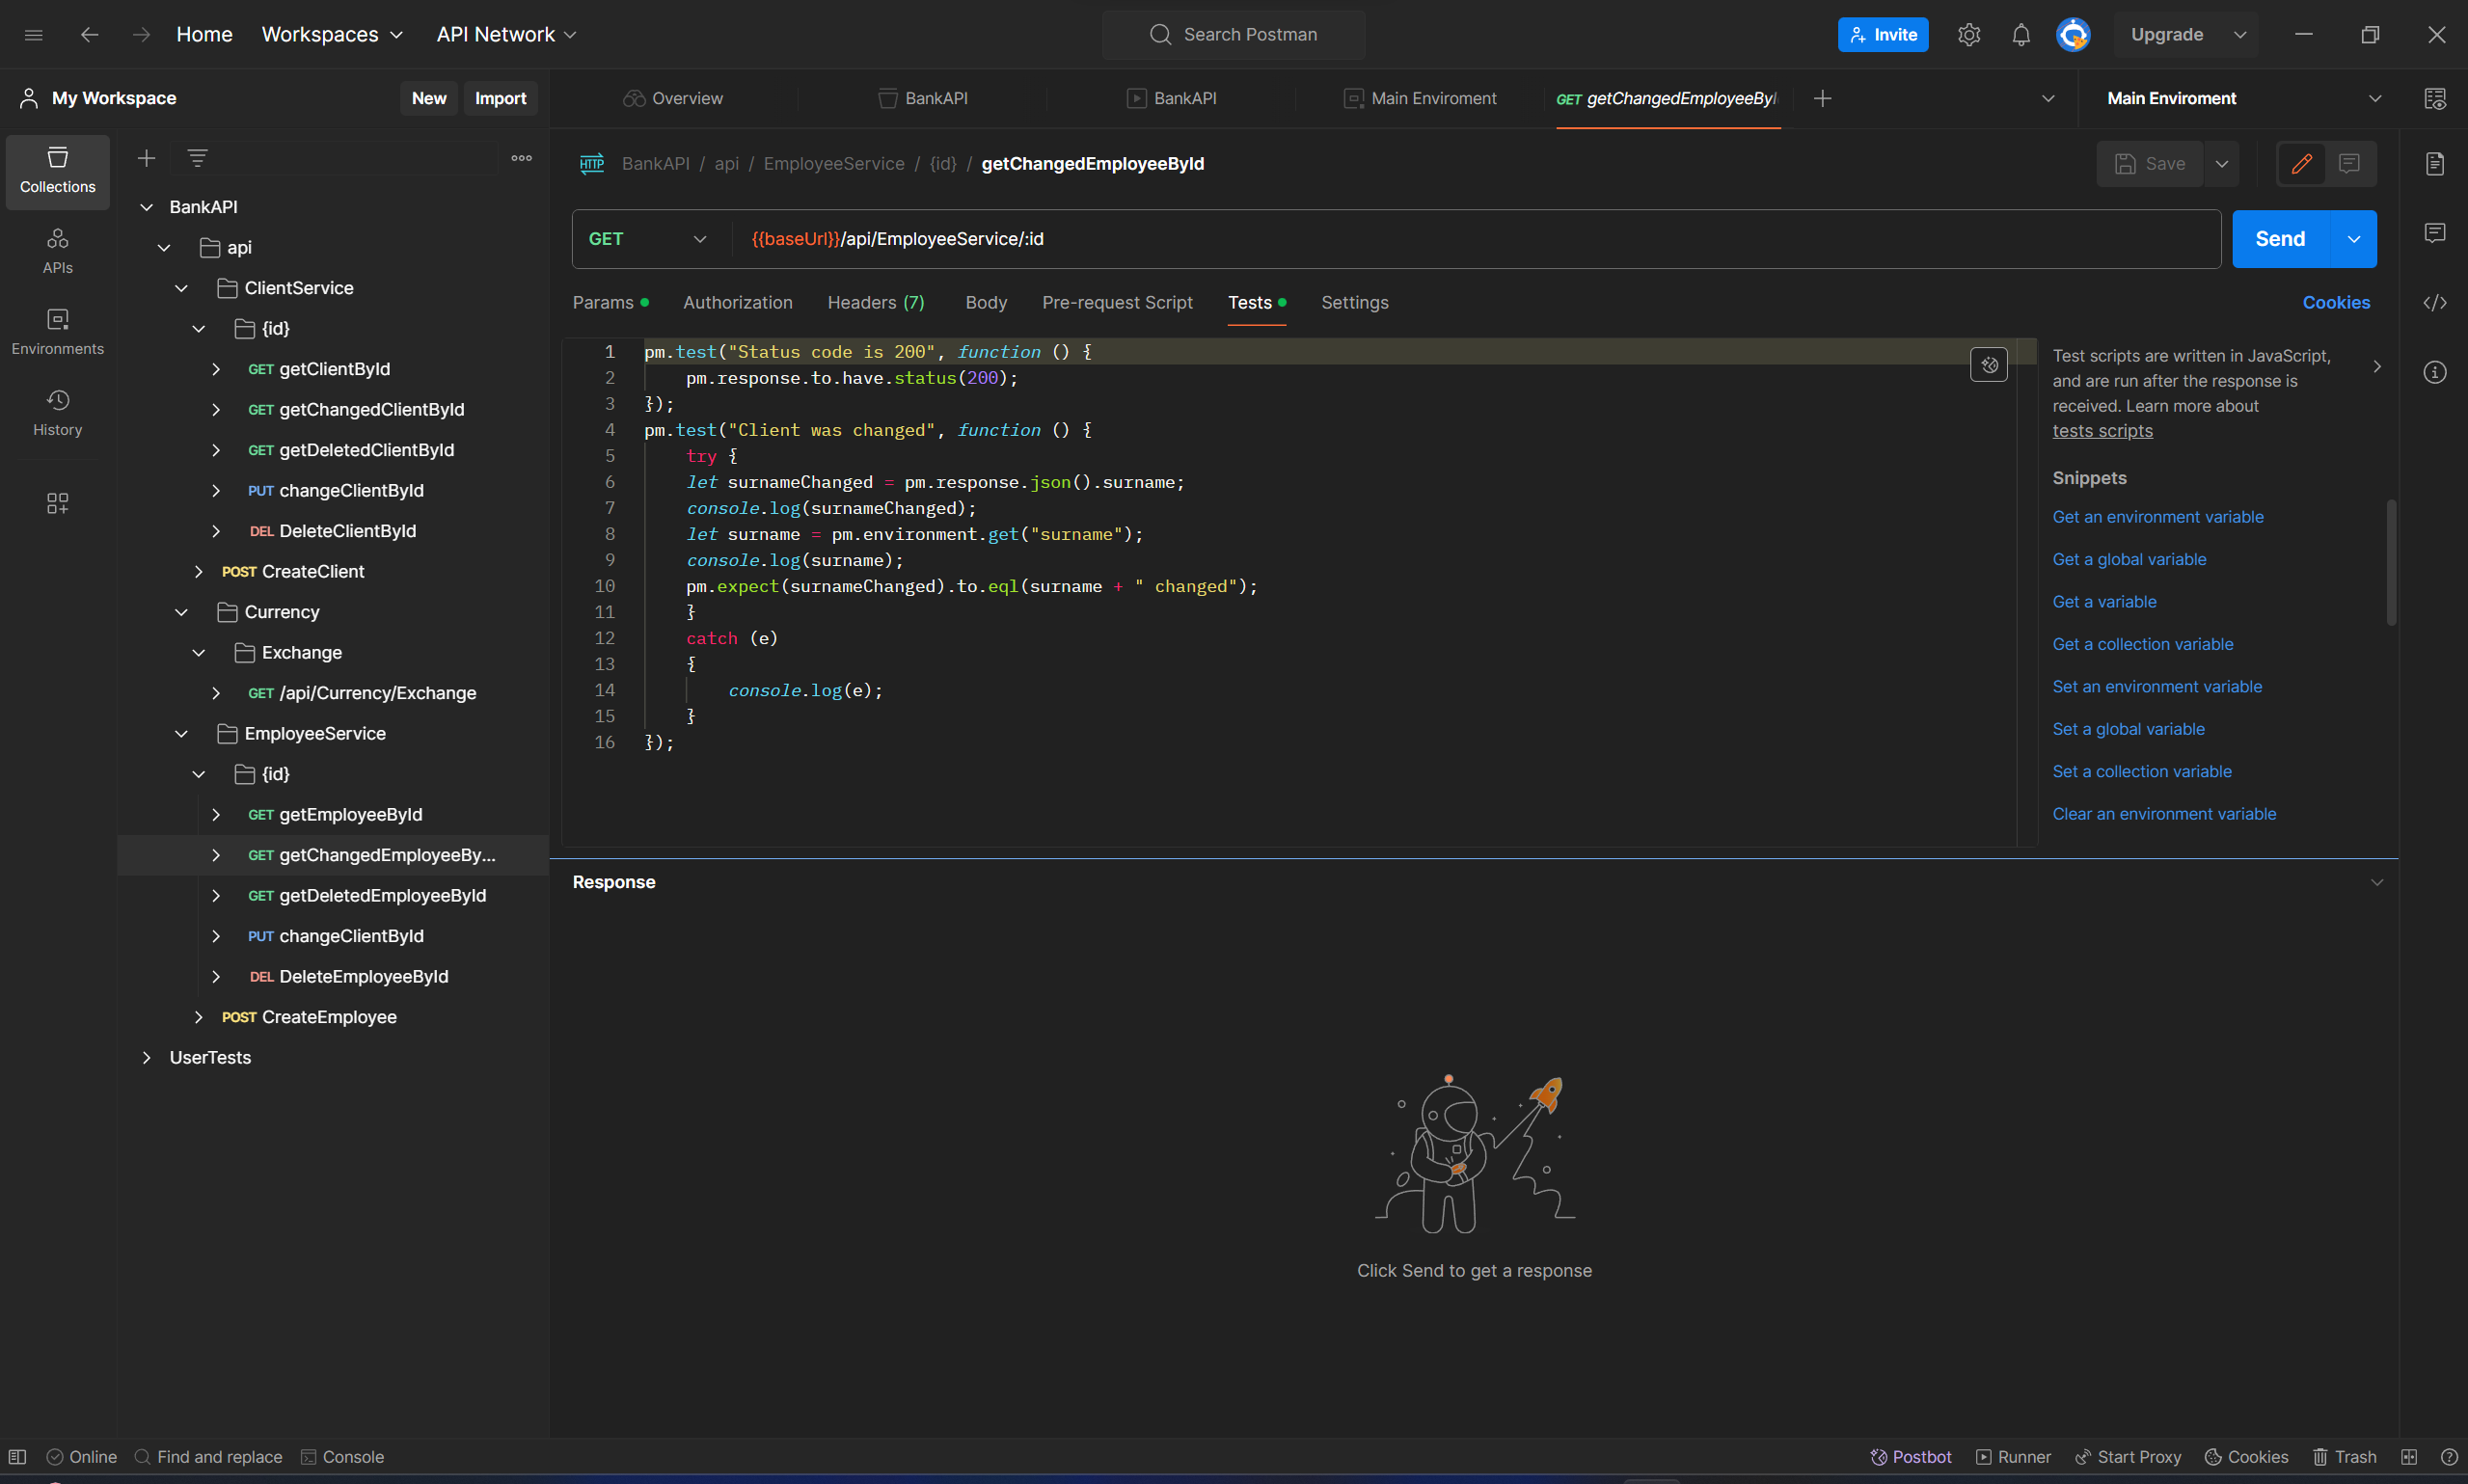 Home Workspaces API Network Search Postman Invite Upgrade
My Workspace New Import Overview BankAPI BankAPI Main Enviroment GET getChangedEmployeeByI Main Enviroment
Collections
APIs
Environments
History
BankAPI
api
ClientService
{id}
GET getClientById
GET getChangedClientById
GET getDeletedClientById
PUT changeClientById
DEL DeleteClientById
POST CreateClient
Currency
Exchange
GET /api/Currency/Exchange
EmployeeService
{id}
GET getEmployeeById
GET getChangedEmployeeBy...
GET getDeletedEmployeeById
PUT changeClientById
DEL DeleteEmployeeById
POST CreateEmployee
UserTests
HTTP BankAPI / api / EmployeeService / {id} / getChangedEmployeeById Save
GET {{baseUrl}}/api/EmployeeService/:id Send
Params Authorization Headers (7) Body Pre-request Script Tests Settings Cookies
1 pm.test("Status code is 200", function () {
2 pm.response.to.have.status(200);
3 });
4 pm.test("Client was changed", function () {
5 try {
6 let surnameChanged = pm.response.json().surname;
7 console.log(surnameChanged);
8 let surname = pm.environment.get("surname");
9 console.log(surname);
10 pm.expect(surnameChanged).to.eql(surname + " changed");
11 }
12 catch (e)
13 {
14 console.log(e);
15 }
16 });
Test scripts are written in JavaScript,
and are run after the response is
received. Learn more about
tests scripts
Snippets
Get an environment variable
Get a global variable
Get a variable
Get a collection variable
Set an environment variable
Set a global variable
Set a collection variable
Clear an environment variable
Response
Click Send to get a response
Online Find and replace Console Postbot Runner Start Proxy Cookies Trash